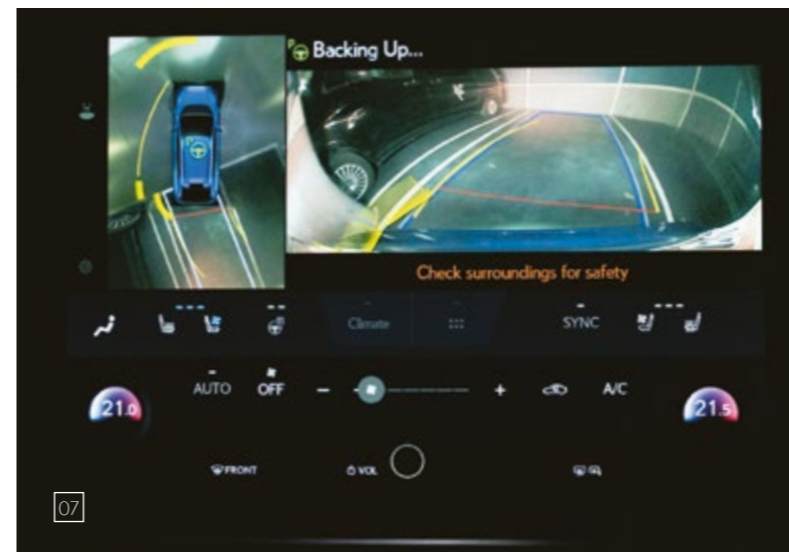 P Backing Up...
Check surroundings for safety
Climate SYNC
AUTO OFF - + A/C
21.0 21.5
FRONT VOL
07